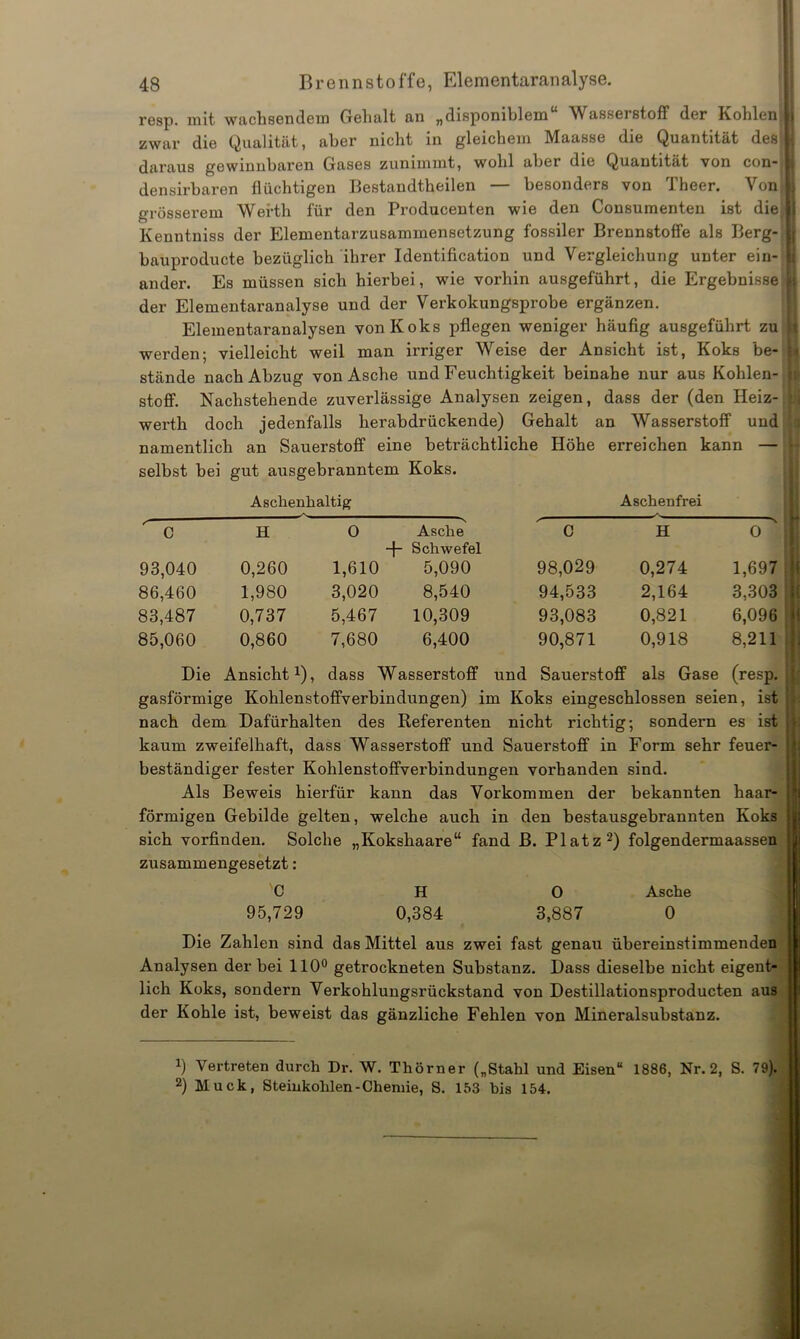 48 Brennstoffe, Elementaranalyse.
resp. mit wachsendem Gehalt an „disponiblem“ Wasserstoff der Kohlen
zwar die Qualität, aber nicht in gleichem Maasse die Quantität des
daraus gewinnbaren Gases zunimmt, wohl aber die Quantität von con-
densirbaren flüchtigen Bestandtheilen — besonders von Theer. Von
grösserem Werth für den Producenten wie den Consumenten ist die
Kenntniss der Elementarzusammensetzung fossiler Brennstoffe als Berg-
bauproducte bezüglich ihrer Identification und Vergleichung unter ein-
ander. Es müssen sich hierbei, wie vorhin ausgeführt, die Ergebnisse
der Elementaranalyse und der Verkokungsprobe ergänzen.
Elementaranalysen von Koks pflegen weniger häufig ausgeführt zu
werden; vielleicht weil man irriger Weise der Ansicht ist, Koks be-
stände nach Abzug von Asche und Feuchtigkeit beinahe nur aus Kohlen-
stoff. Nachstehende zuverlässige Analysen zeigen, dass der (den Heiz-
werth doch jedenfalls herabdrückende) Gehalt an Wasserstoff und
namentlich an Sauerstoff eine beträchtliche Höhe erreichen kann —
selbst bei gut ausgebranntem Koks.
Aschenhaltig Aschenfrei
C H O Asche C H O
+ Schwefel
93,040 0,260 1,610 5,090 98,029 0,274 1,697
86,460 1,980 3,020 8,540 94,533 2,164 3,303
83,487 0,737 5,467 10,309 93,083 0,821 6,096
85,060 0,860 7,680 6,400 90,871 0,918 8,211
Die Ansicht 1), dass Wasserstoff und Sauerstoff als Gase (resp.
gasförmige Kohlenstoffverbindungen) im Koks eingeschlossen seien, ist
nach dem Dafürhalten des Referenten nicht richtig; sondern es ist
kaum zweifelhaft, dass Wasserstoff und Sauerstoff in Form sehr feuer-
beständiger fester Kohlenstoffverbindungen vorhanden sind.
Als Beweis hierfür kann das Vorkommen der bekannten haar-
förmigen Gebilde gelten, welche auch in den bestausgebrannten Koks
sich vorfinden. Solche „Kokshaare“ fand B. Platz 2) folgendermaassen
zusammengesetzt:
C H O Asche
95,729 0,384 3,887 0
Die Zahlen sind das Mittel aus zwei fast genau übereinstimmenden
Analysen der bei 110° getrockneten Substanz. Dass dieselbe nicht eigent-
lich Koks, sondern Verkohlungsrückstand von Destillationsproducten aus
der Kohle ist, beweist das gänzliche Fehlen von Mineralsubstanz.
1) Vertreten durch Dr. W. Thörner („Stahl und Eisen“ 1886, Nr. 2, S. 79).
2) Muck, Steinkohlen-Chemie, S. 153 bis 154.